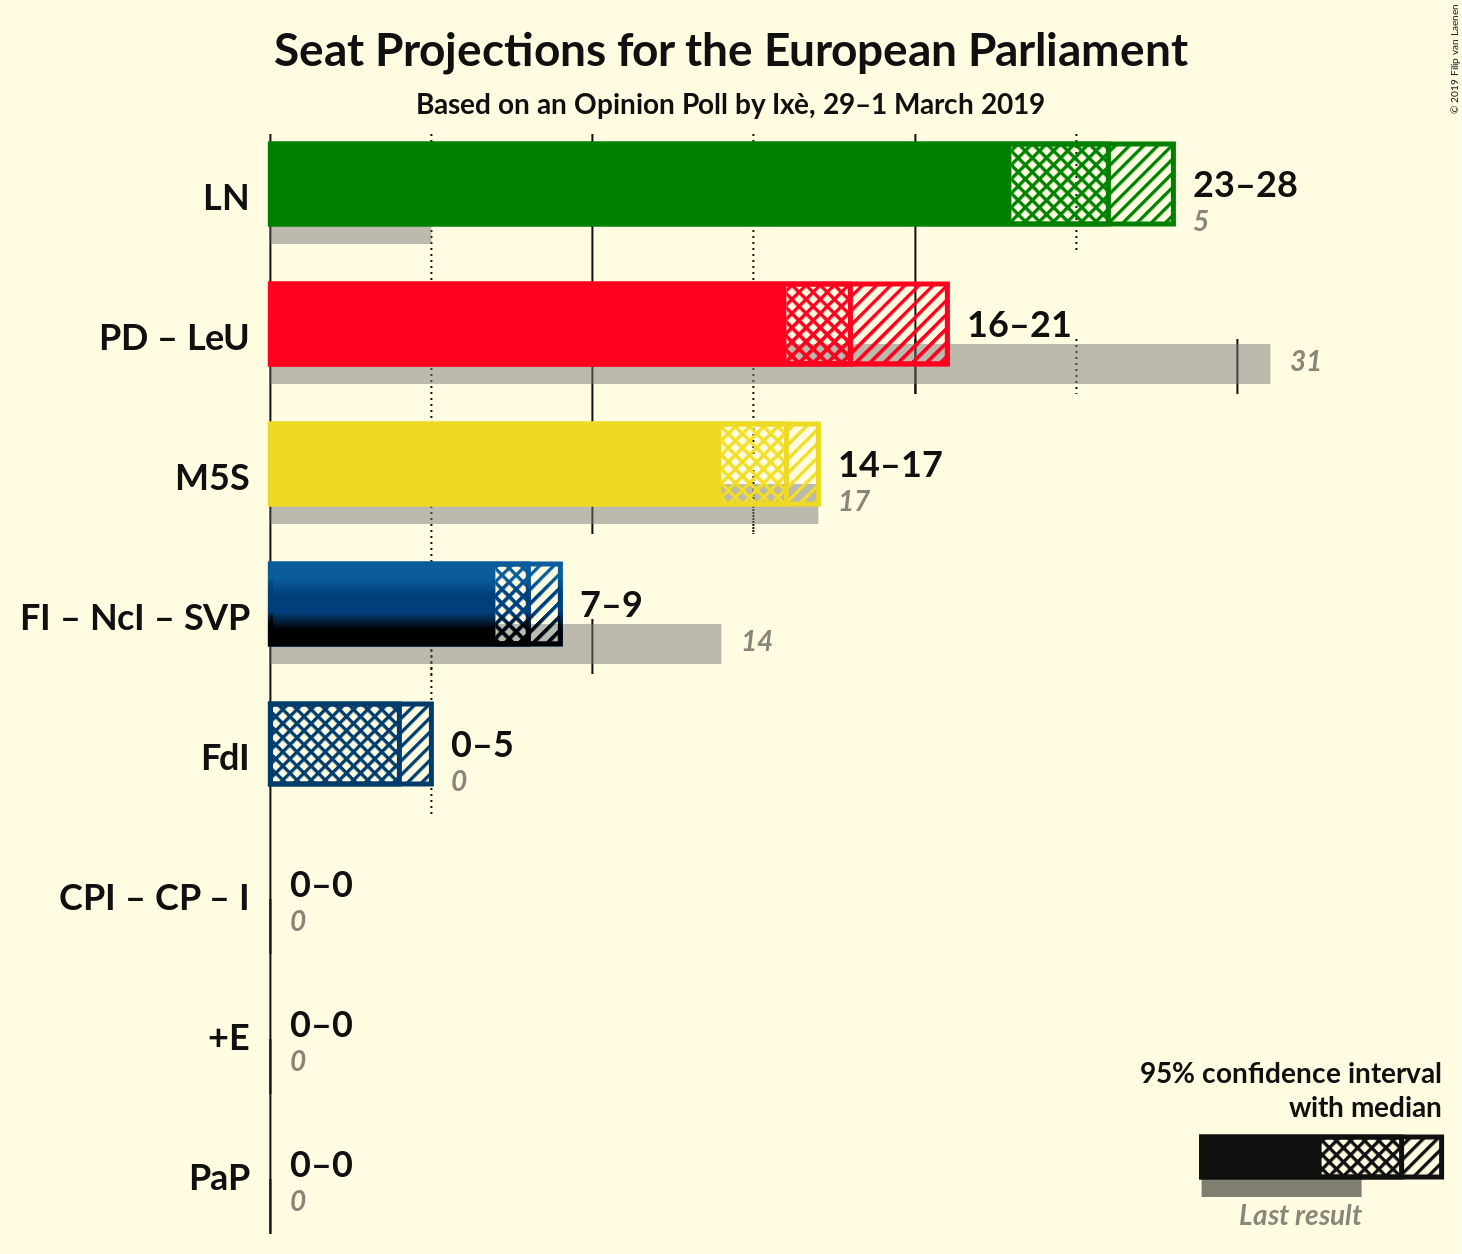 Seat Projections for the European Parliament
Based on an Opinion Poll by Ixè, 29–1 March 2019
© 2019 Filip van Laenen
LN
23–28
5
PD – LeU
16–21
31
M5S
14–17
17
FI – NcI – SVP
7–9
14
FdI
0–5
0
CPI – CP – I
0–0
0
+E
0–0
0
PaP
0–0
0
95% confidence interval
with median
Last result